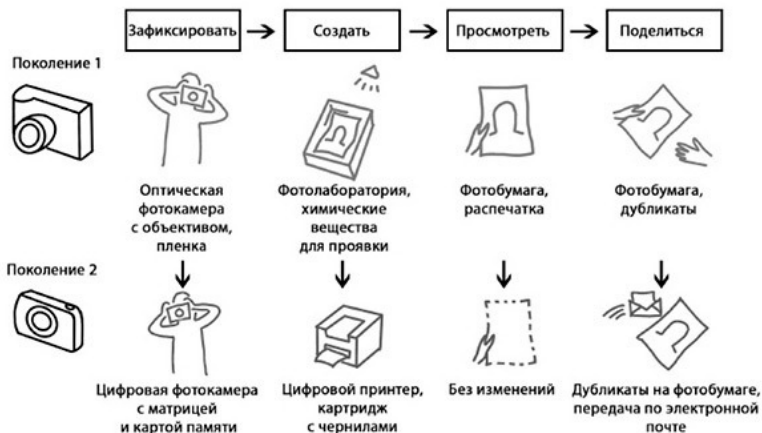 Зафиксировать
Создать
Просмотреть
Поделиться
Поколение 1
Оптическая
фотокамера
с объективом,
пленка
Фотолаборатория,
химические
вещества
для проявки
Фотобумага,
распечатка
Фотобумага,
дубликаты
Поколение 2
Цифровая фотокамера
с матрицей
и картой памяти
Цифровой принтер,
картридж
с чернилами
Без изменений
Дубликаты на фотобумаге,
передача по электронной
почте